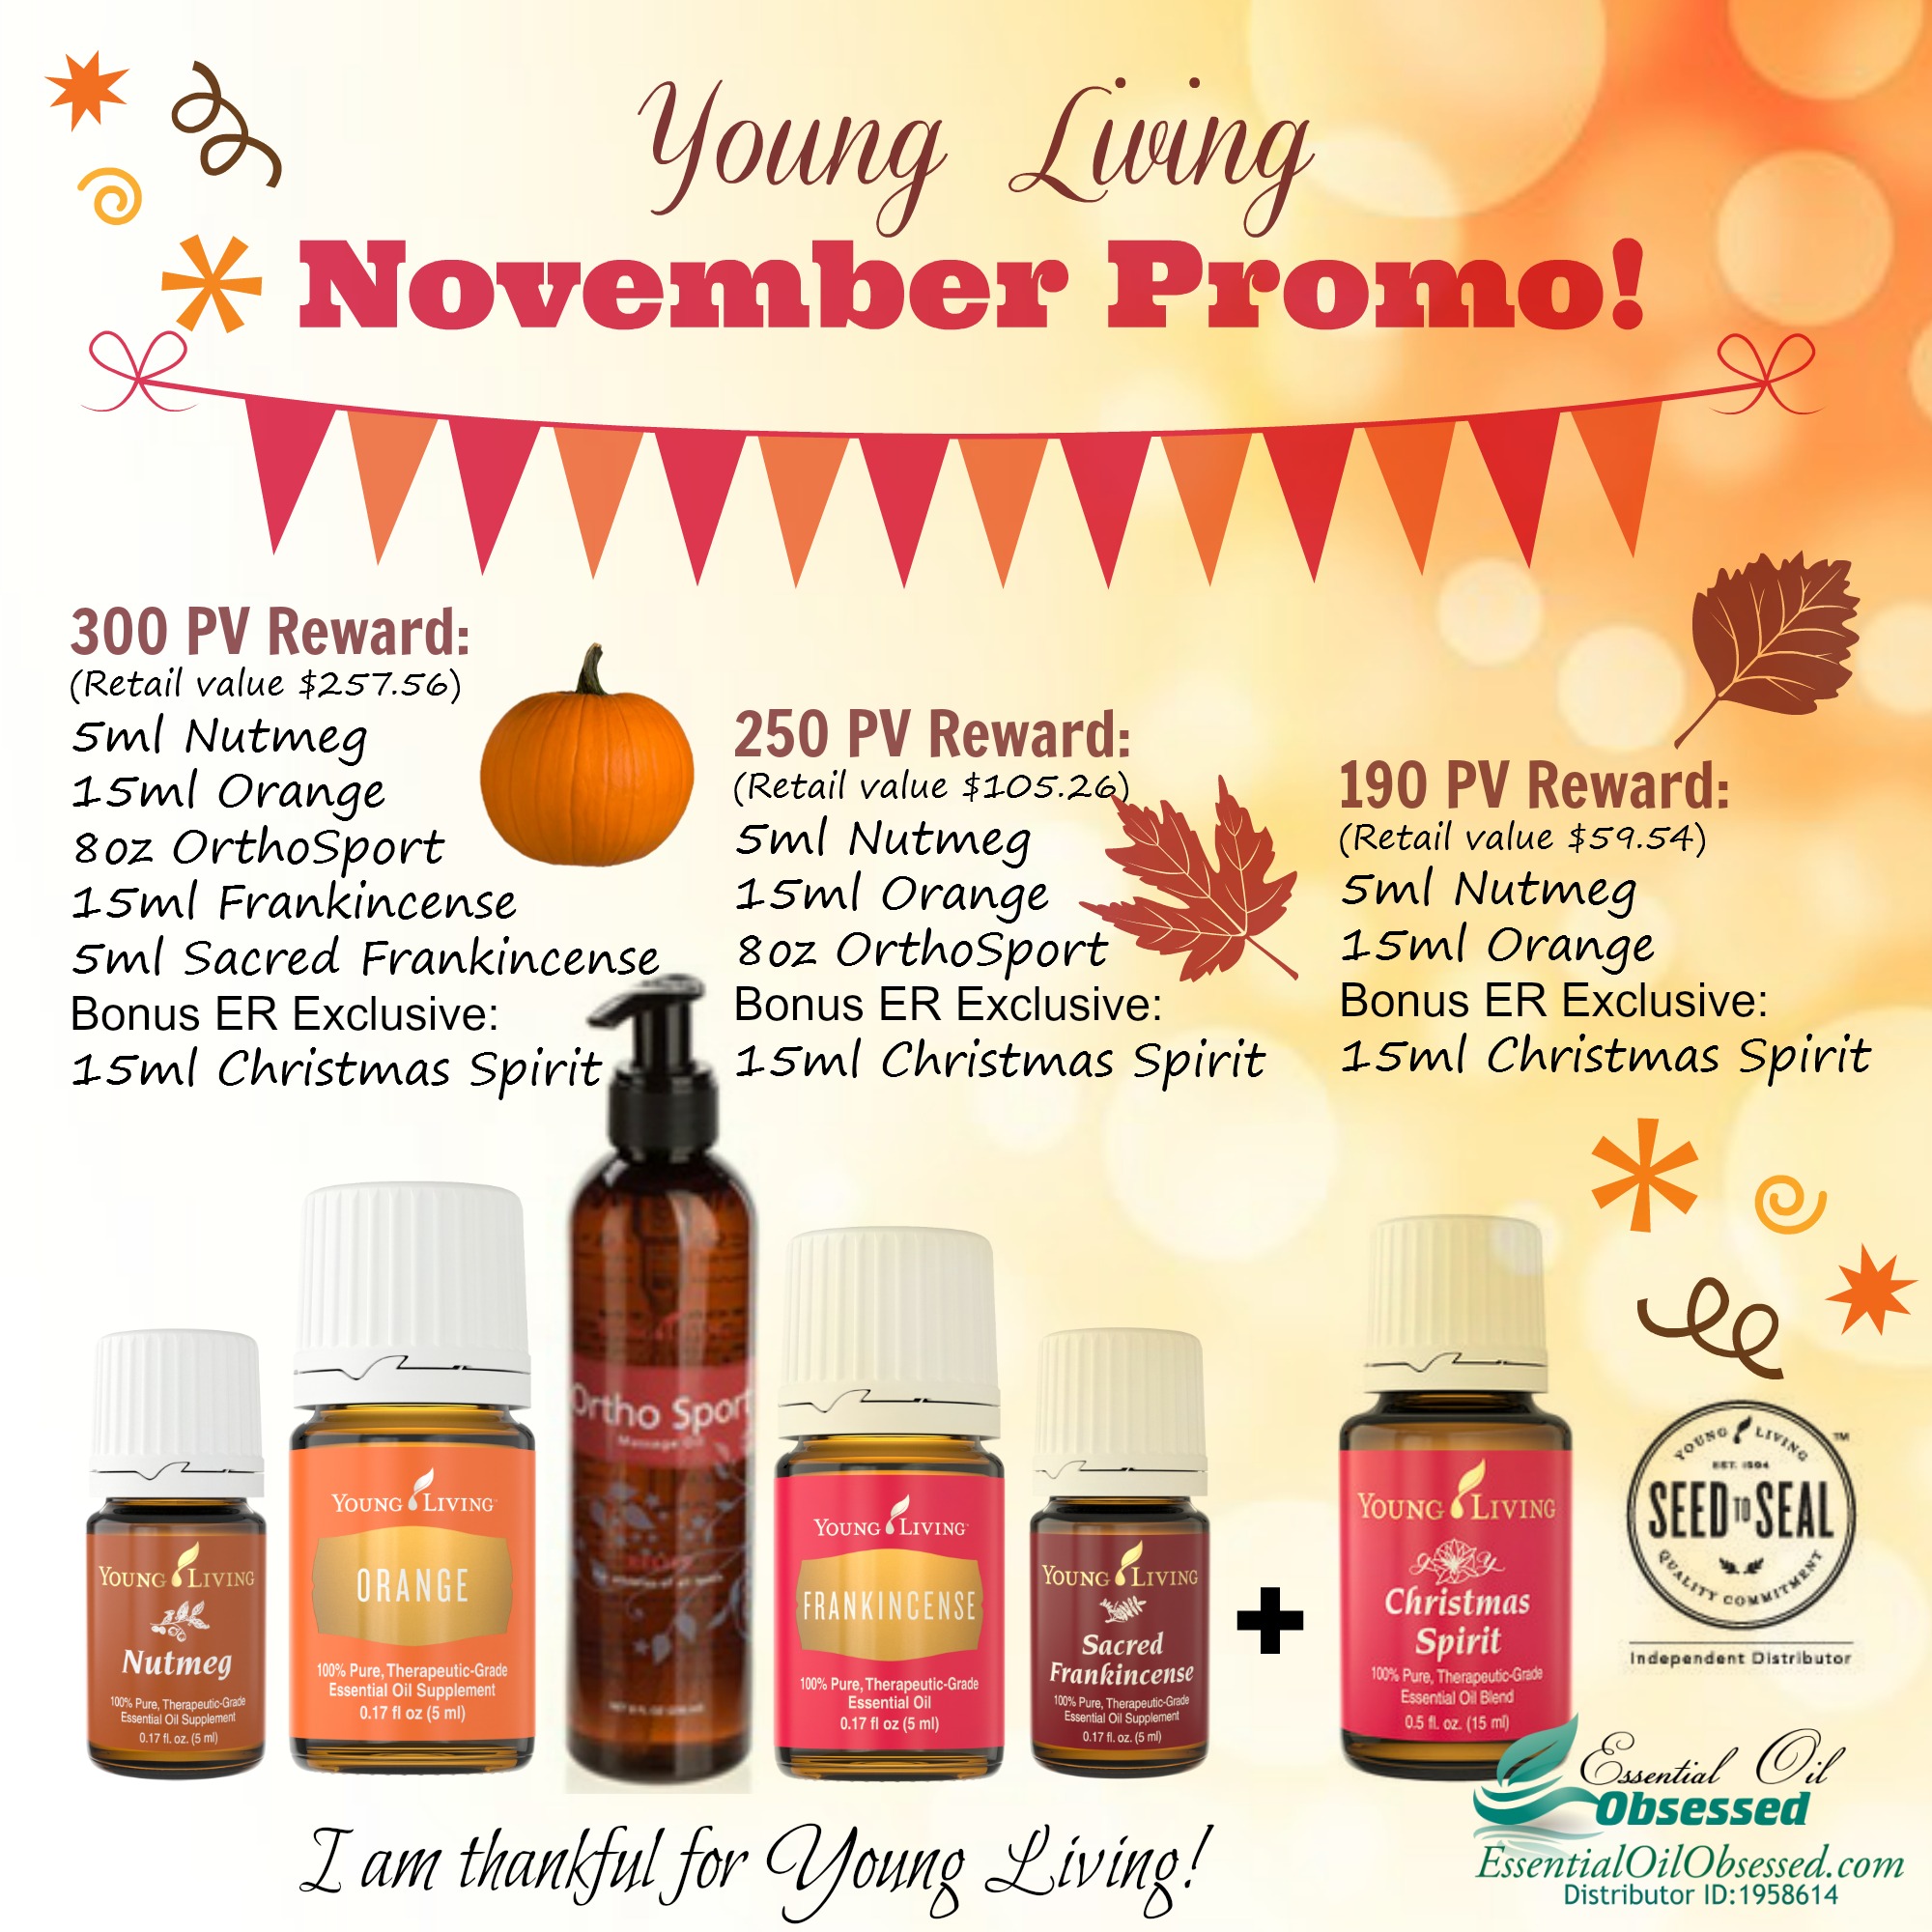 Young Living
November Promo!
300 PV Reward:
(Retail value $257.56)
5ml Nutmeg
15ml Orange
8oz OrthoSport
15ml Frankincense
5ml Sacred Frankincense
Bonus ER Exclusive:
15ml Christmas Spirit
250 PV Reward:
(Retail value $105.26)
5ml Nutmeg
15ml Orange
8oz OrthoSport
Bonus ER Exclusive:
15ml Christmas Spirit
190 PV Reward:
(Retail value $59.54)
5ml Nutmeg
15ml Orange
Bonus ER Exclusive:
15ml Christmas Spirit
YOUNG LIVING
Nutmeg
100% Pure, Therapeutic-Grade
Essential Oil Supplement
0.17 fl. oz. (5 ml)
YOUNG LIVING
ORANGE
100% Pure, Therapeutic-Grade
Essential Oil Supplement
0.17 fl oz (5 ml)
Ortho Sport
Massage Oil
YOUNG LIVING
FRANKINCENSE
100% Pure, Therapeutic-Grade
Essential Oil
0.17 fl oz (5 ml)
YOUNG LIVING
Sacred
Frankincense
100% Pure, Therapeutic-Grade
Essential Oil Supplement
0.17 fl. oz. (5 ml)
+
YOUNG LIVING
Christmas
Spirit
100% Pure, Therapeutic-Grade
Essential Oil Blend
0.5 fl. oz. (15 ml)
YOUNG LIVING ™
EST. 1994
SEED TO SEAL
QUALITY COMMITMENT
Independent Distributor
Essential Oil
Obsessed
EssentialOilObsessed.com
Distributor ID:1958614
I am thankful for Young Living!